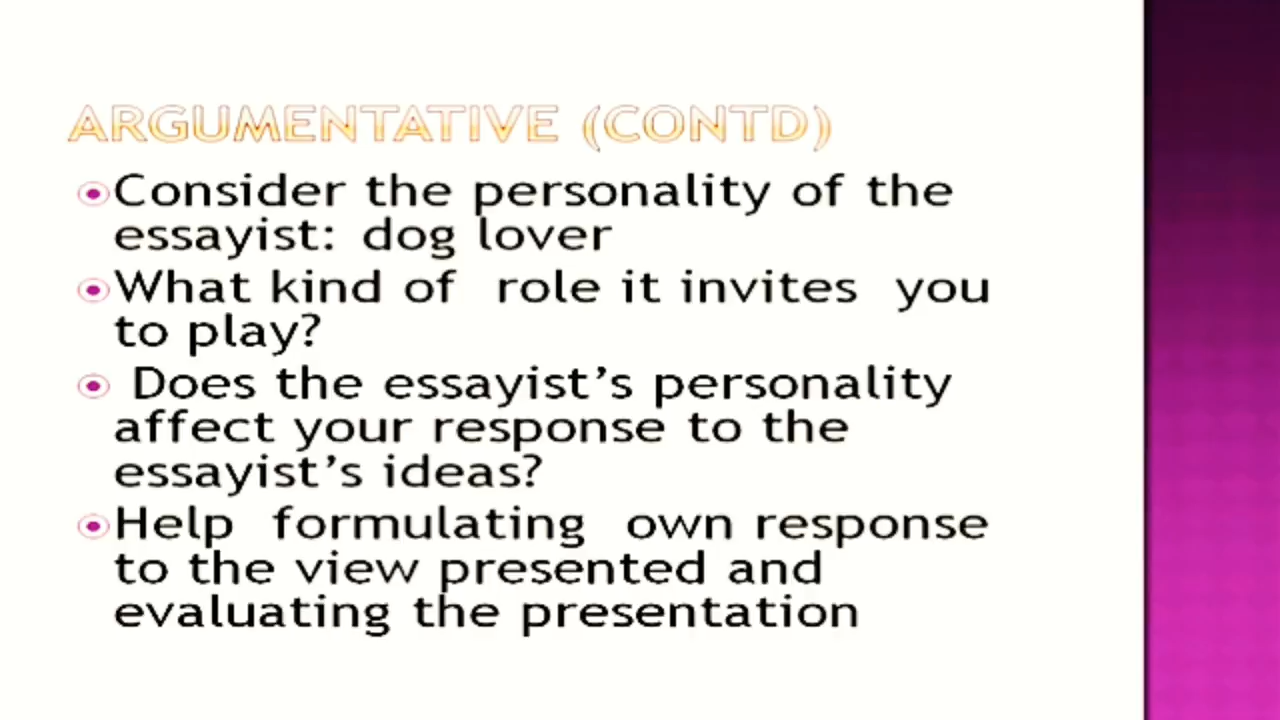 ARGUMENTATIVE (CONTD)
Consider the personality of the
essayist: dog lover
What kind of role it invites you
to play?
Does the essayist’s personality
affect your response to the
essayist’s ideas?
Help formulating own response
to the view presented and
evaluating the presentation